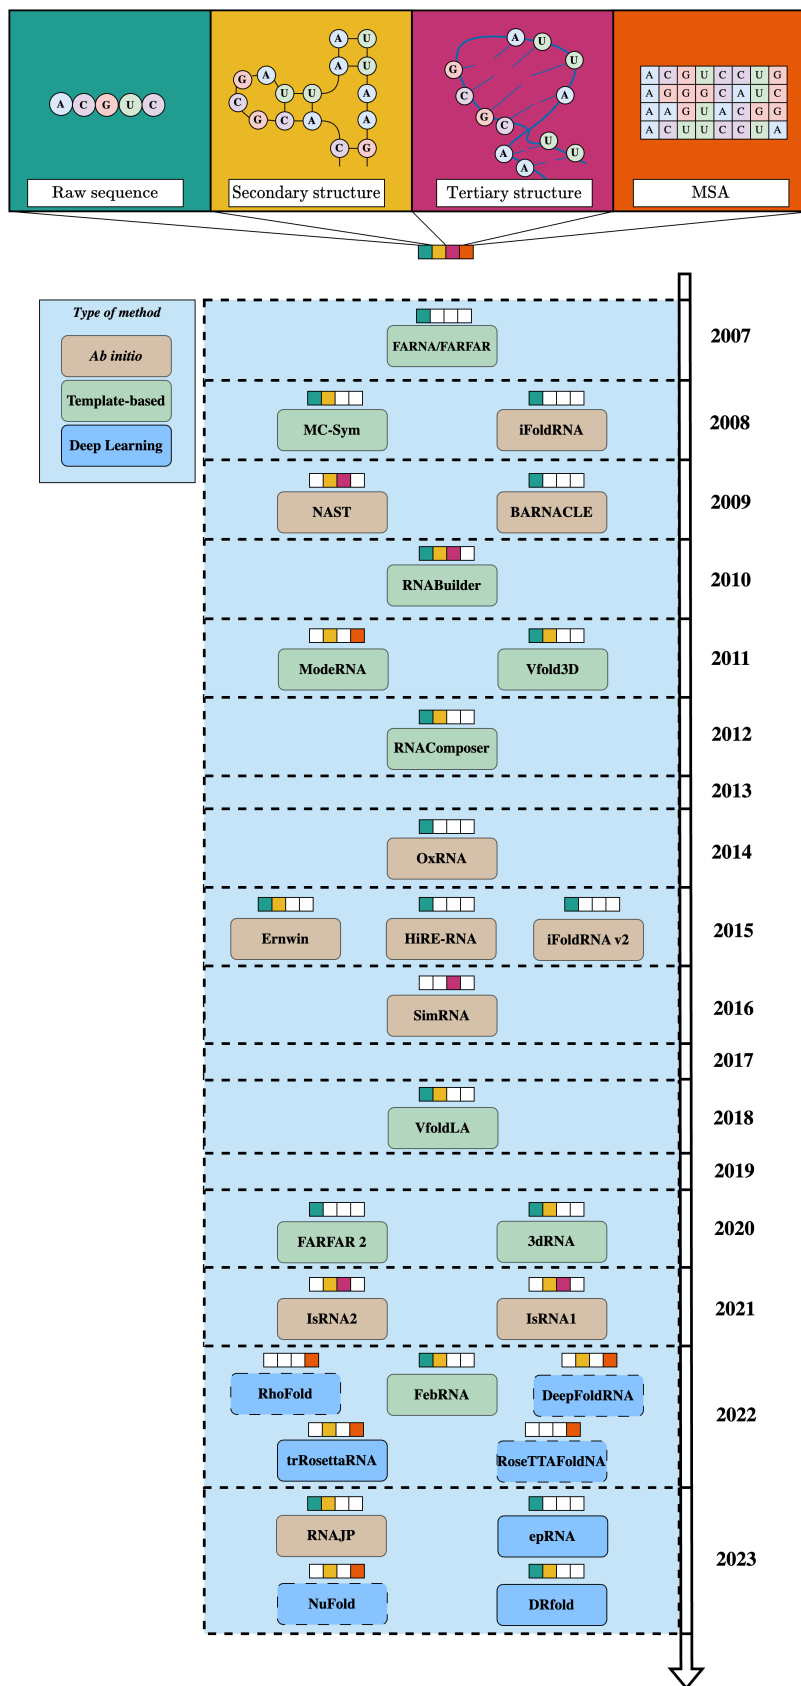 A C G U C
A U
A U
G A
U U A
C
G C A A
C G
A U
U
G
C A
G
C
U
A U
A
A C G U C C U G
A G G G C A U C
A A G U A C G G
A C U U C C U A
Raw sequence
Secondary structure
Tertiary structure
MSA
Type of method
Ab initio
Template-based
Deep Learning
FARNA/FARFAR
2007
MC-Sym
iFoldRNA
2008
NAST
BARNACLE
2009
RNABuilder
2010
ModeRNA
Vfold3D
2011
RNAComposer
2012
2013
OxRNA
2014
Ernwin
HiRE-RNA
iFoldRNA v2
2015
SimRNA
2016
2017
VfoldLA
2018
2019
FARFAR 2
3dRNA
2020
IsRNA2
IsRNA1
2021
RhoFold
FebRNA
DeepFoldRNA
trRosettaRNA
RoseTTAFoldNA
2022
RNAJP
epRNA
NuFold
DRfold
2023